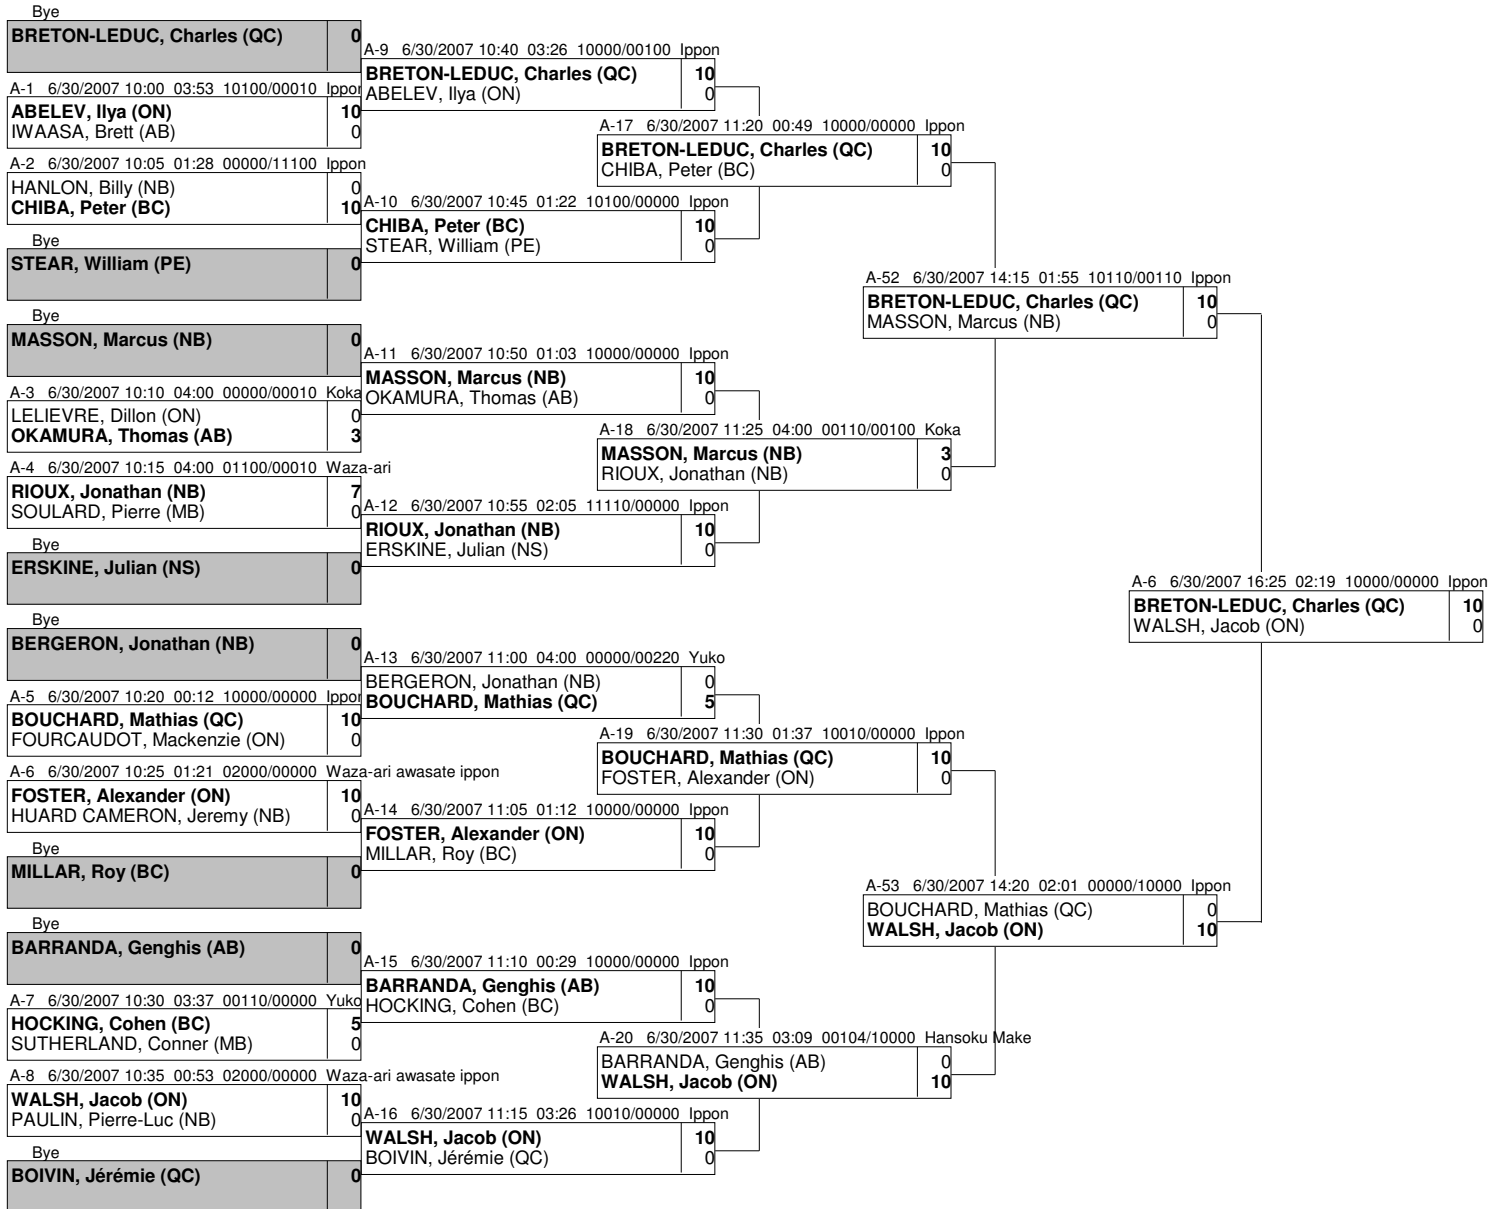 Bye
BRETON-LEDUC, Charles (QC) 0
A-1 6/30/2007 10:00 03:53 10100/00010 Ippon
ABELEV, Ilya (ON) 10
IWAASA, Brett (AB) 0
A-2 6/30/2007 10:05 01:28 00000/11100 Ippon
HANLON, Billy (NB) 0
CHIBA, Peter (BC) 10
Bye
STEAR, William (PE) 0
Bye
MASSON, Marcus (NB) 0
A-3 6/30/2007 10:10 04:00 00000/00010 Koka
LELIEVRE, Dillon (ON) 0
OKAMURA, Thomas (AB) 3
A-4 6/30/2007 10:15 04:00 01100/00010 Waza-ari
RIOUX, Jonathan (NB) 7
SOULARD, Pierre (MB) 0
Bye
ERSKINE, Julian (NS) 0
Bye
BERGERON, Jonathan (NB) 0
A-5 6/30/2007 10:20 00:12 10000/00000 Ippon
BOUCHARD, Mathias (QC) 10
FOURCAUDOT, Mackenzie (ON) 0
A-6 6/30/2007 10:25 01:21 02000/00000 Waza-ari awasate ippon
FOSTER, Alexander (ON) 10
HUARD CAMERON, Jeremy (NB) 0
Bye
MILLAR, Roy (BC) 0
Bye
BARRANDA, Genghis (AB) 0
A-7 6/30/2007 10:30 03:37 00110/00000 Yuko
HOCKING, Cohen (BC) 5
SUTHERLAND, Conner (MB) 0
A-8 6/30/2007 10:35 00:53 02000/00000 Waza-ari awasate ippon
WALSH, Jacob (ON) 10
PAULIN, Pierre-Luc (NB) 0
Bye
BOIVIN, Jérémie (QC) 0
A-9 6/30/2007 10:40 03:26 10000/00100 Ippon
BRETON-LEDUC, Charles (QC) 10
ABELEV, Ilya (ON) 0
A-10 6/30/2007 10:45 01:22 10100/00000 Ippon
CHIBA, Peter (BC) 10
STEAR, William (PE) 0
A-11 6/30/2007 10:50 01:03 10000/00000 Ippon
MASSON, Marcus (NB) 10
OKAMURA, Thomas (AB) 0
A-12 6/30/2007 10:55 02:05 11110/00000 Ippon
RIOUX, Jonathan (NB) 10
ERSKINE, Julian (NS) 0
A-13 6/30/2007 11:00 04:00 00000/00220 Yuko
BERGERON, Jonathan (NB) 0
BOUCHARD, Mathias (QC) 5
A-14 6/30/2007 11:05 01:12 10000/00000 Ippon
FOSTER, Alexander (ON) 10
MILLAR, Roy (BC) 0
A-15 6/30/2007 11:10 00:29 10000/00000 Ippon
BARRANDA, Genghis (AB) 10
HOCKING, Cohen (BC) 0
A-16 6/30/2007 11:15 03:26 10010/00000 Ippon
WALSH, Jacob (ON) 10
BOIVIN, Jérémie (QC) 0
A-17 6/30/2007 11:20 00:49 10000/00000 Ippon
BRETON-LEDUC, Charles (QC) 10
CHIBA, Peter (BC) 0
A-18 6/30/2007 11:25 04:00 00110/00100 Koka
MASSON, Marcus (NB) 3
RIOUX, Jonathan (NB) 0
A-19 6/30/2007 11:30 01:37 10010/00000 Ippon
BOUCHARD, Mathias (QC) 10
FOSTER, Alexander (ON) 0
A-20 6/30/2007 11:35 03:09 00104/10000 Hansoku Make
BARRANDA, Genghis (AB) 0
WALSH, Jacob (ON) 10
A-52 6/30/2007 14:15 01:55 10110/00110 Ippon
BRETON-LEDUC, Charles (QC) 10
MASSON, Marcus (NB) 0
A-53 6/30/2007 14:20 02:01 00000/10000 Ippon
BOUCHARD, Mathias (QC) 0
WALSH, Jacob (ON) 10
A-6 6/30/2007 16:25 02:19 10000/00000 Ippon
BRETON-LEDUC, Charles (QC) 10
WALSH, Jacob (ON) 0